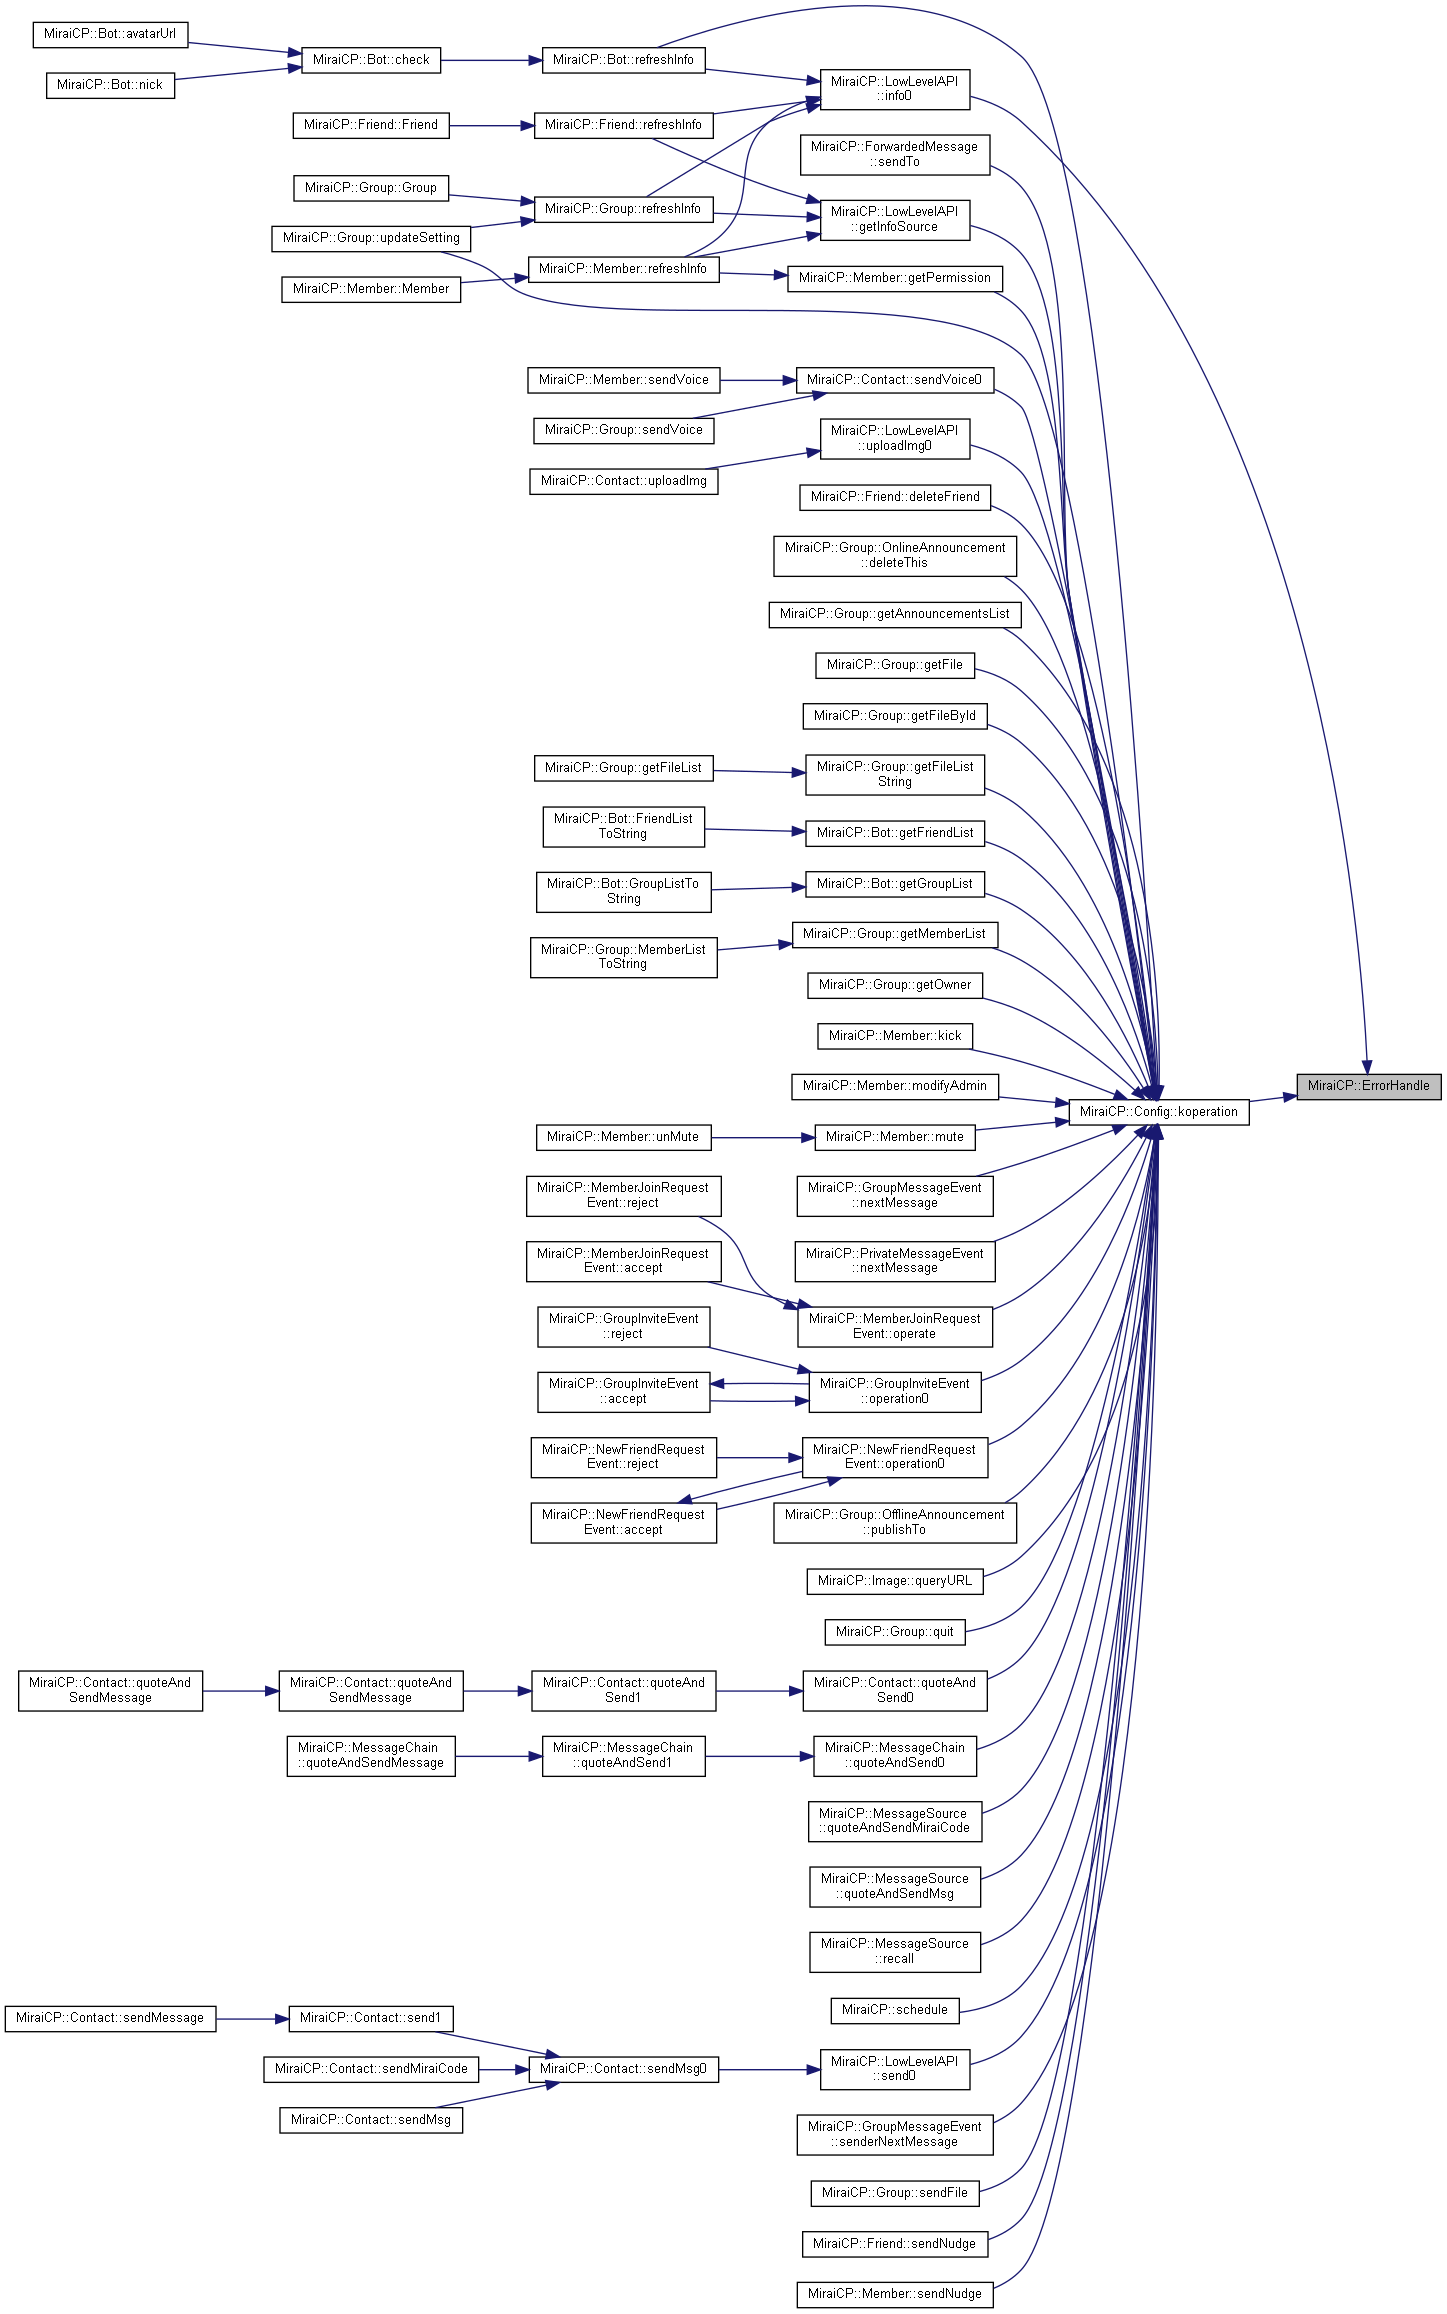 MiraiCP::Bot::avatarUrl
MiraiCP::Bot::nick
MiraiCP::Bot::check
MiraiCP::Bot::refreshInfo
MiraiCP::LowLevelAPI
::info0
MiraiCP::Friend::Friend
MiraiCP::Friend::refreshInfo
MiraiCP::ForwardedMessage
::sendTo
MiraiCP::Group::Group
MiraiCP::Group::refreshInfo
MiraiCP::LowLevelAPI
::getInfoSource
MiraiCP::Group::updateSetting
MiraiCP::Member::refreshInfo
MiraiCP::Member::getPermission
MiraiCP::Member::Member
MiraiCP::Member::sendVoice
MiraiCP::Contact::sendVoice0
MiraiCP::Group::sendVoice
MiraiCP::LowLevelAPI
::uploadImg0
MiraiCP::Contact::uploadImg
MiraiCP::Friend::deleteFriend
MiraiCP::Group::OnlineAnnouncement
::deleteThis
MiraiCP::Group::getAnnouncementsList
MiraiCP::Group::getFile
MiraiCP::Group::getFileById
MiraiCP::Group::getFileList
MiraiCP::Group::getFileList
String
MiraiCP::Bot::FriendList
ToString
MiraiCP::Bot::getFriendList
MiraiCP::Bot::GroupListTo
String
MiraiCP::Bot::getGroupList
MiraiCP::Group::MemberList
ToString
MiraiCP::Group::getMemberList
MiraiCP::Group::getOwner
MiraiCP::Member::kick
MiraiCP::Member::modifyAdmin
MiraiCP::ErrorHandle
MiraiCP::Config::koperation
MiraiCP::Member::unMute
MiraiCP::Member::mute
MiraiCP::MemberJoinRequest
Event::reject
MiraiCP::GroupMessageEvent
::nextMessage
MiraiCP::MemberJoinRequest
Event::accept
MiraiCP::PrivateMessageEvent
::nextMessage
MiraiCP::GroupInviteEvent
::reject
MiraiCP::MemberJoinRequest
Event::operate
MiraiCP::GroupInviteEvent
::accept
MiraiCP::GroupInviteEvent
::operation0
MiraiCP::NewFriendRequest
Event::reject
MiraiCP::NewFriendRequest
Event::operation0
MiraiCP::NewFriendRequest
Event::accept
MiraiCP::Group::OfflineAnnouncement
::publishTo
MiraiCP::Image::queryURL
MiraiCP::Group::quit
MiraiCP::Contact::quoteAnd
SendMessage
MiraiCP::Contact::quoteAnd
SendMessage
MiraiCP::Contact::quoteAnd
Send1
MiraiCP::Contact::quoteAnd
Send0
MiraiCP::MessageChain
::quoteAndSendMessage
MiraiCP::MessageChain
::quoteAndSend1
MiraiCP::MessageChain
::quoteAndSend0
MiraiCP::MessageSource
::quoteAndSendMiraiCode
MiraiCP::MessageSource
::quoteAndSendMsg
MiraiCP::MessageSource
::recall
MiraiCP::schedule
MiraiCP::Contact::sendMessage
MiraiCP::Contact::send1
MiraiCP::Contact::sendMiraiCode
MiraiCP::Contact::sendMsg0
MiraiCP::LowLevelAPI
::send0
MiraiCP::Contact::sendMsg
MiraiCP::GroupMessageEvent
::senderNextMessage
MiraiCP::Group::sendFile
MiraiCP::Friend::sendNudge
MiraiCP::Member::sendNudge